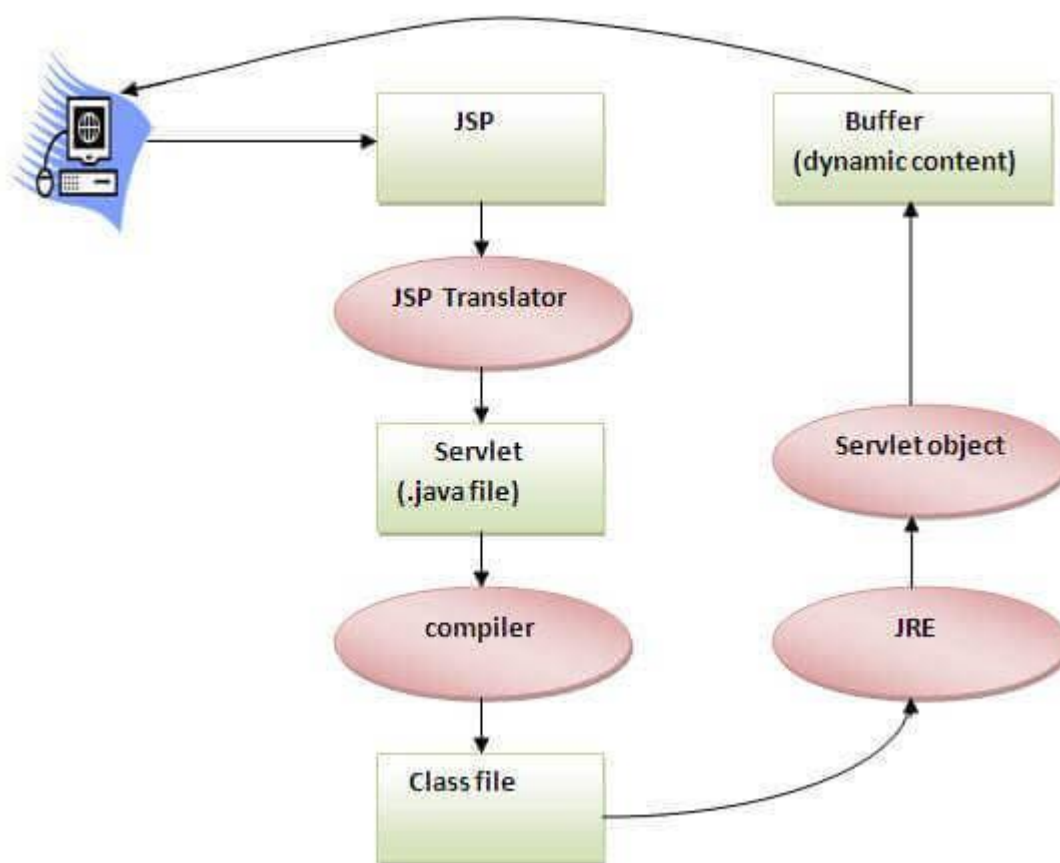 JSP
Buffer
(dynamic content)
JSP Translator
Servlet
(.java file)
Servlet object
compiler
JRE
Class file